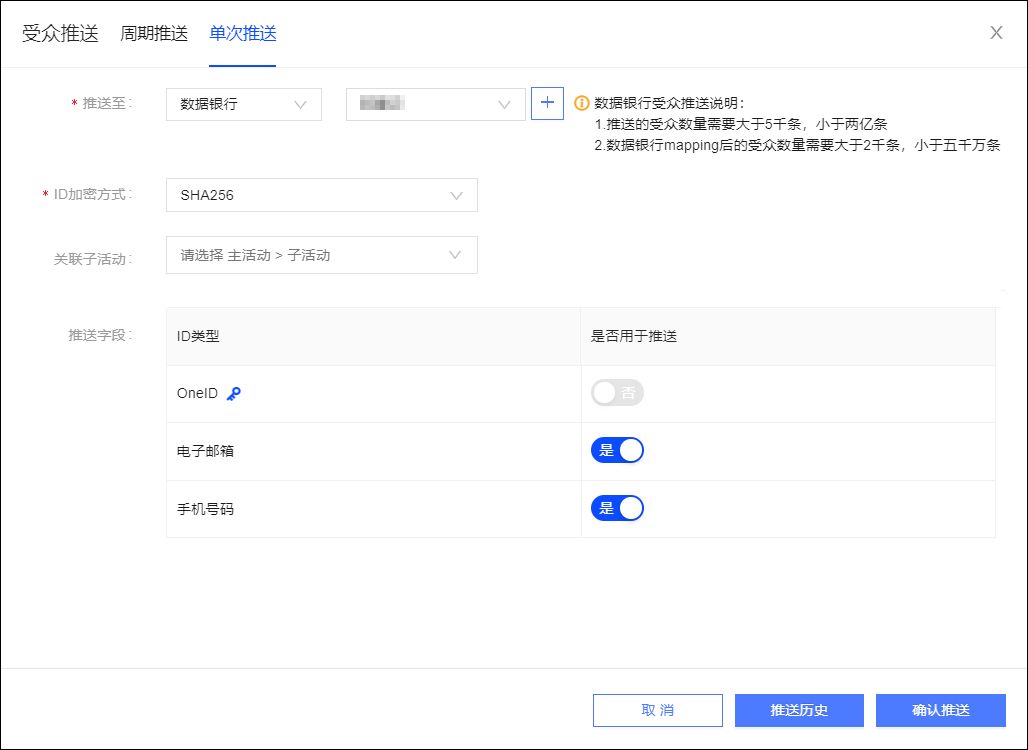 受众推送 周期推送 单次推送 X
* 推送至: 数据银行 + 数据银行受众推送说明：
1.推送的受众数量需要大于5千条，小于两亿条
2.数据银行mapping后的受众数量需要大于2千条，小于五千万条
* ID加密方式: SHA256
关联子活动: 请选择 主活动 > 子活动
推送字段: ID类型 是否用于推送
OneID 否
电子邮箱 是
手机号码 是
取 消 推送历史 确认推送